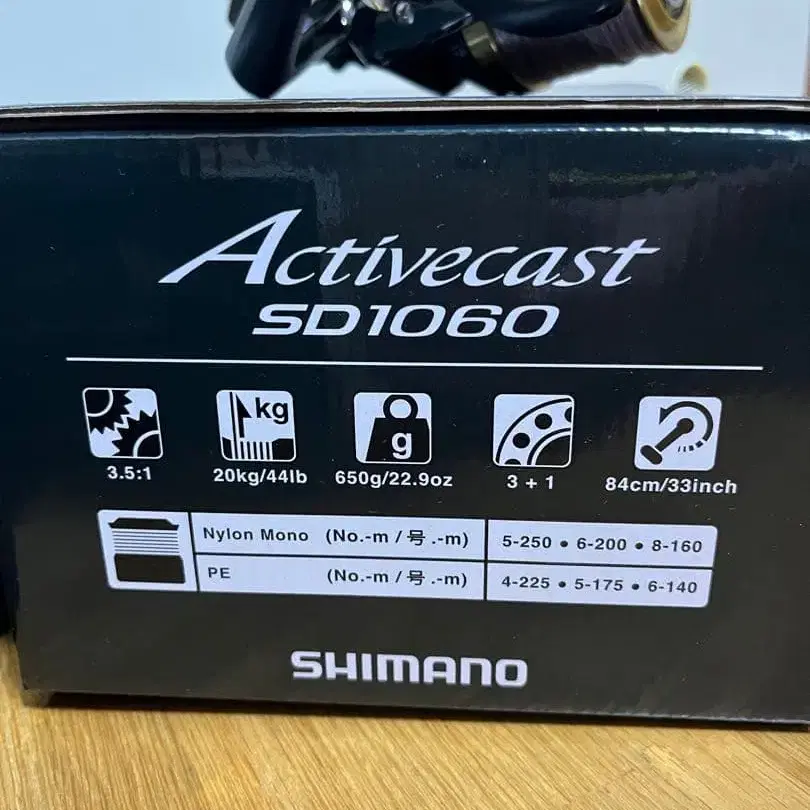 Activecast
SD1060
kg
g
3.5:1
20kg/44lb
650g/22.9oz
3 + 1
84cm/33inch
Nylon Mono (No.-m / 号.-m) 5-250 • 6-200 • 8-160
PE (No.-m / 号.-m) 4-225 • 5-175 • 6-140
SHIMANO